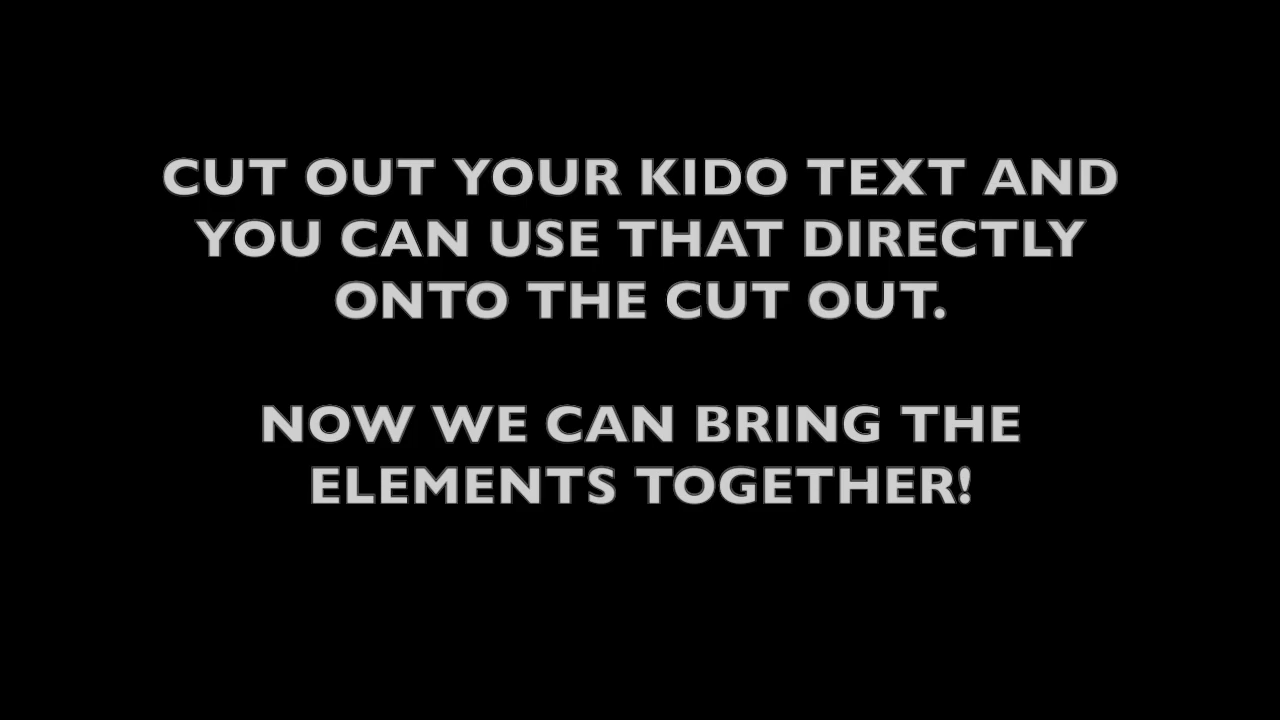 CUT OUT YOUR KIDO TEXT AND
YOU CAN USE THAT DIRECTLY
ONTO THE CUT OUT.
NOW WE CAN BRING THE
ELEMENTS TOGETHER!